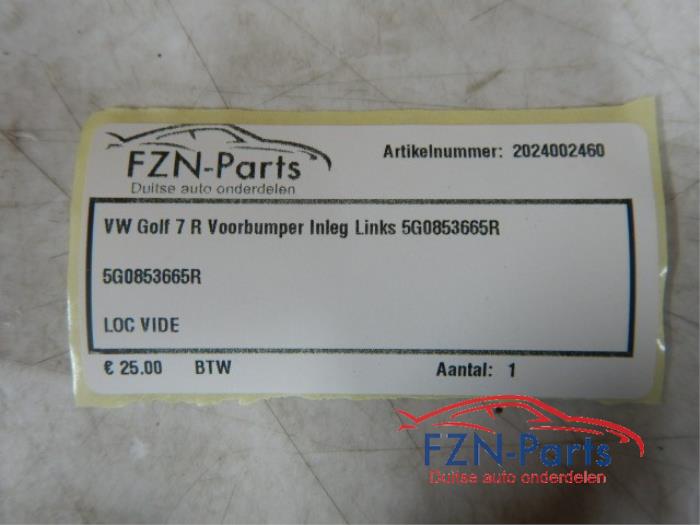 FZN-Parts
Duitse auto onderdelen
Artikelnummer: 2024002460
VW Golf 7 R Voorbumper Inleg Links 5G0853665R
5G0853665R
LOC VIDE
€ 25.00 BTW Aantal: 1
FZN-Parts
Duitse auto onderdelen